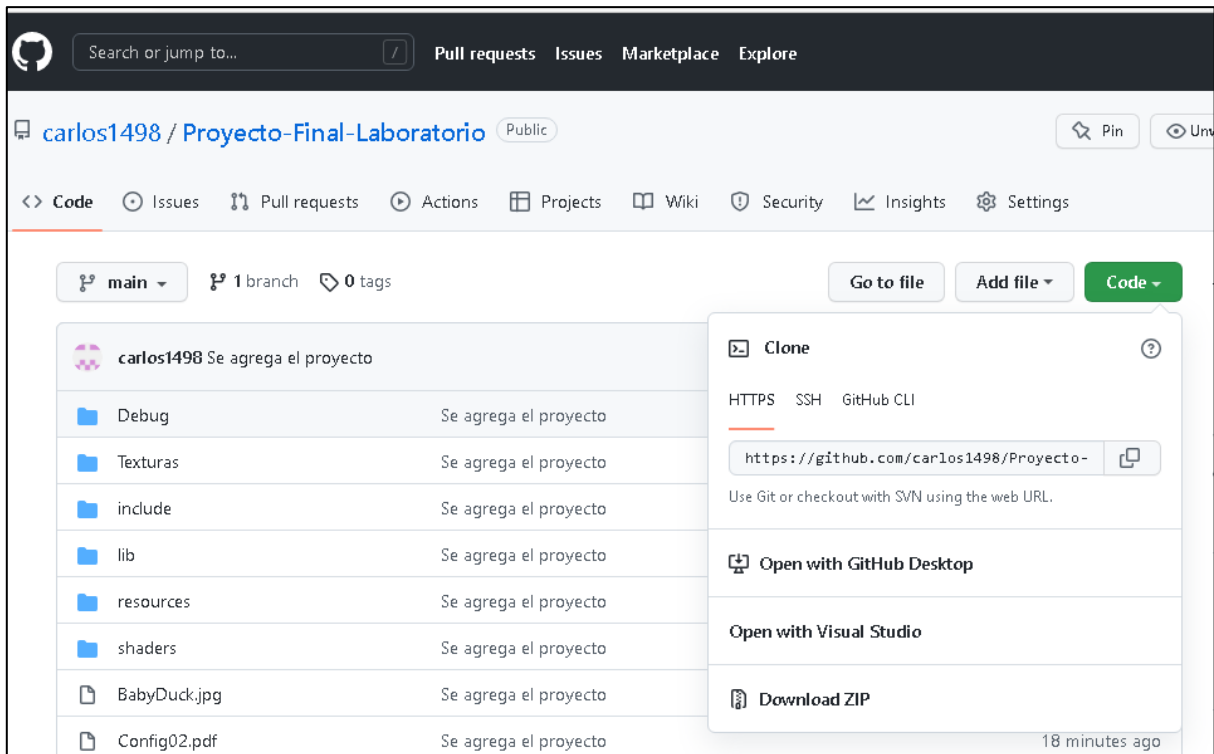 Search or jump to... / Pull requests Issues Marketplace Explore
carlos1498 / Proyecto-Final-Laboratorio Public Pin
<> Code Issues Pull requests Actions Projects Wiki Security Insights Settings
main 1 branch 0 tags Go to file Add file Code
carlos1498 Se agrega el proyecto
Debug Se agrega el proyecto
Texturas Se agrega el proyecto
include Se agrega el proyecto
lib Se agrega el proyecto
resources Se agrega el proyecto
shaders Se agrega el proyecto
BabyDuck.jpg Se agrega el proyecto
Config02.pdf Se agrega el proyecto 18 minutes ago
Clone
HTTPS SSH GitHub CLI
https://github.com/carlos1498/Proyecto-
Use Git or checkout with SVN using the web URL.
Open with GitHub Desktop
Open with Visual Studio
Download ZIP